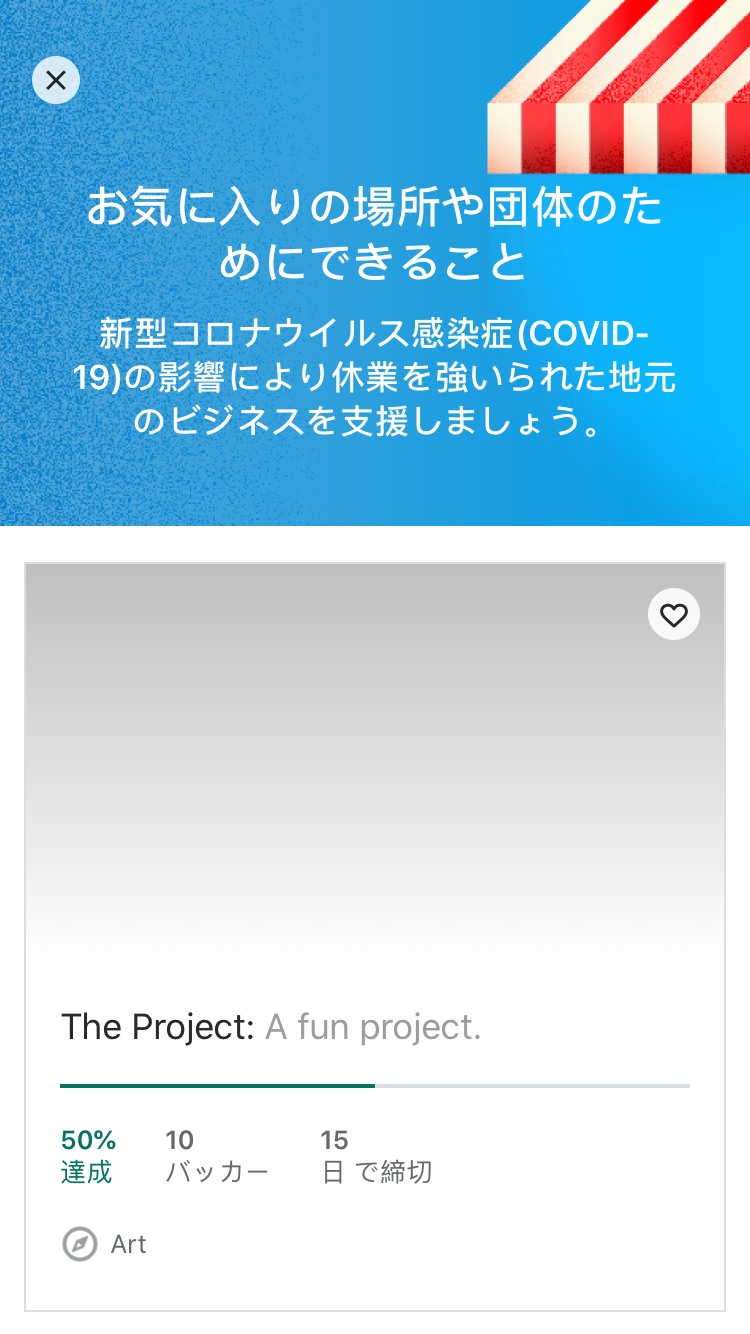 お気に入りの場所や団体のた
めにできること
新型コロナウイルス感染症(COVID-
19)の影響により休業を強いられた地元
のビジネスを支援しましょう。
The Project: A fun project.
50% 10 15
達成 バッカー 日 で締切
Art